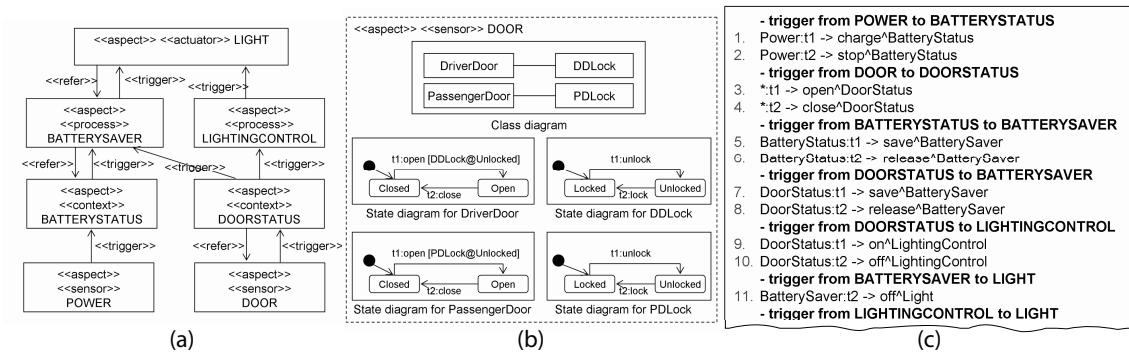 <<aspect>> <<actuator>> LIGHT
<<refer>>
<<trigger>>
<<trigger>>
<<aspect>>
<<process>>
BATTERYSAVER
<<aspect>>
<<process>>
LIGHTINGCONTROL
<<refer>>
<<trigger>>
<<trigger>>
<<trigger>>
<<aspect>>
<<context>>
BATTERYSTATUS
<<aspect>>
<<context>>
DOORSTATUS
<<trigger>>
<<refer>>
<<trigger>>
<<aspect>>
<<sensor>>
POWER
<<aspect>>
<<sensor>>
DOOR
(a)
<<aspect>> <<sensor>> DOOR
DriverDoor
DDLock
PassengerDoor
PDLock
Class diagram
t1:open [DDLock@Unlocked]
Closed
Open
t2:close
State diagram for DriverDoor
t1:unlock
Locked
Unlocked
t2:lock
State diagram for DDLock
t1:open [PDLock@Unlocked]
Closed
Open
t2:close
State diagram for PassengerDoor
t1:unlock
Locked
Unlocked
t2:lock
State diagram for PDLock
(b)
- trigger from POWER to BATTERYSTATUS
1. Power:t1 -> charge^BatteryStatus
2. Power:t2 -> stop^BatteryStatus
- trigger from DOOR to DOORSTATUS
3. *:t1 -> open^DoorStatus
4. *:t2 -> close^DoorStatus
- trigger from BATTERYSTATUS to BATTERYSAVER
5. BatteryStatus:t1 -> save^BatterySaver
6. BatteryStatus:t2 -> release^BatterySaver
- trigger from DOORSTATUS to BATTERYSAVER
7. DoorStatus:t1 -> save^BatterySaver
8. DoorStatus:t2 -> release^BatterySaver
- trigger from DOORSTATUS to LIGHTINGCONTROL
9. DoorStatus:t1 -> on^LightingControl
10. DoorStatus:t2 -> off^LightingControl
- trigger from BATTERYSAVER to LIGHT
11. BatterySaver:t2 -> off^Light
- trigger from LIGHTINGCONTROL to LIGHT
(c)